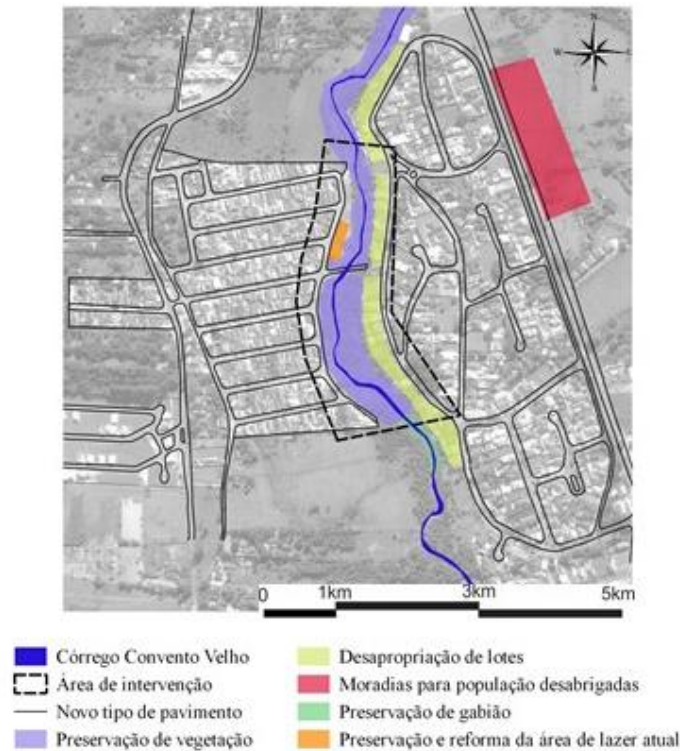 N
W
E
S
0
1km
3km
5km
Córrego Convento Velho
Área de intervenção
Novo tipo de pavimento
Preservação de vegetação
Desapropriação de lotes
Moradias para população desabrigadas
Preservação de gabião
Preservação e reforma da área de lazer atual